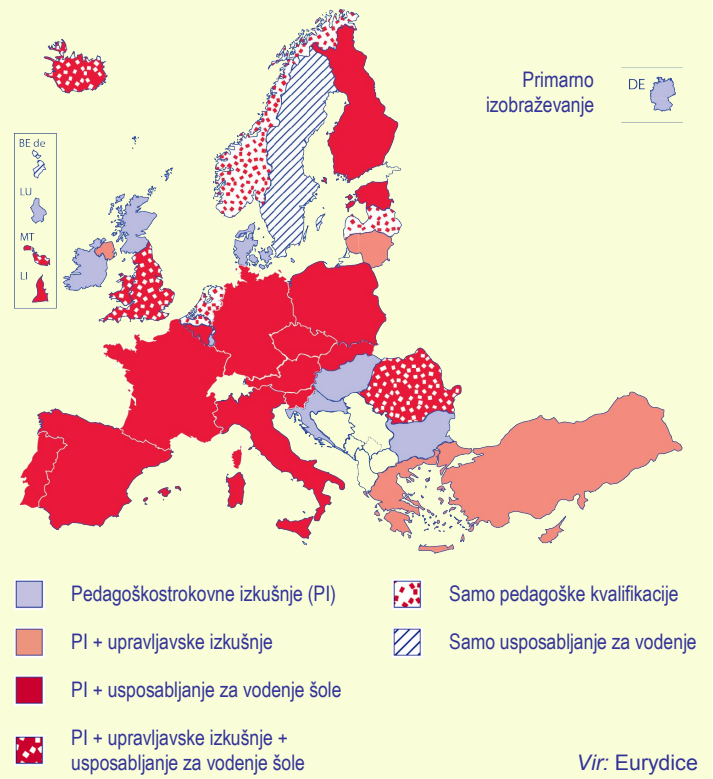 Primarno
izobraževanje
DE
BE de
LU
MT
LI
Pedagoškostrokovne izkušnje (PI)
PI + upravljavske izkušnje
PI + usposabljanje za vodenje šole
PI + upravljavske izkušnje +
usposabljanje za vodenje šole
Samo pedagoške kvalifikacije
Samo usposabljanje za vodenje
Vir: Eurydice